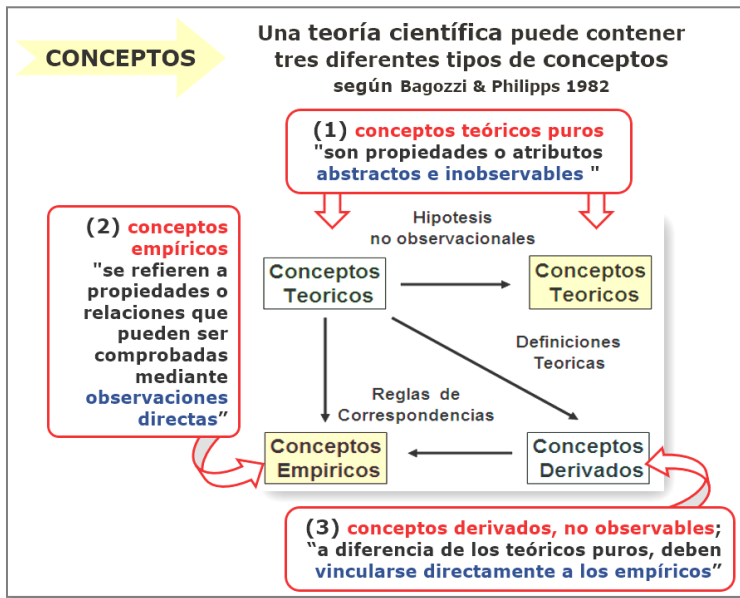 CONCEPTOS
Una teoría científica puede contener
tres diferentes tipos de conceptos
según Bagozzi & Philipps 1982
(1) conceptos teóricos puros
"son propiedades o atributos
abstractos e inobservables "
(2) conceptos
empíricos
"se refieren a
propiedades o
relaciones que
pueden ser
comprobadas
mediante
observaciones
directas”
Hipotesis
no observacionales
Conceptos
Teoricos
Conceptos
Teoricos
Definiciones
Teoricas
Reglas de
Correspondencias
Conceptos
Empiricos
Conceptos
Derivados
(3) conceptos derivados, no observables;
“a diferencia de los teóricos puros, deben
vincularse directamente a los empíricos”